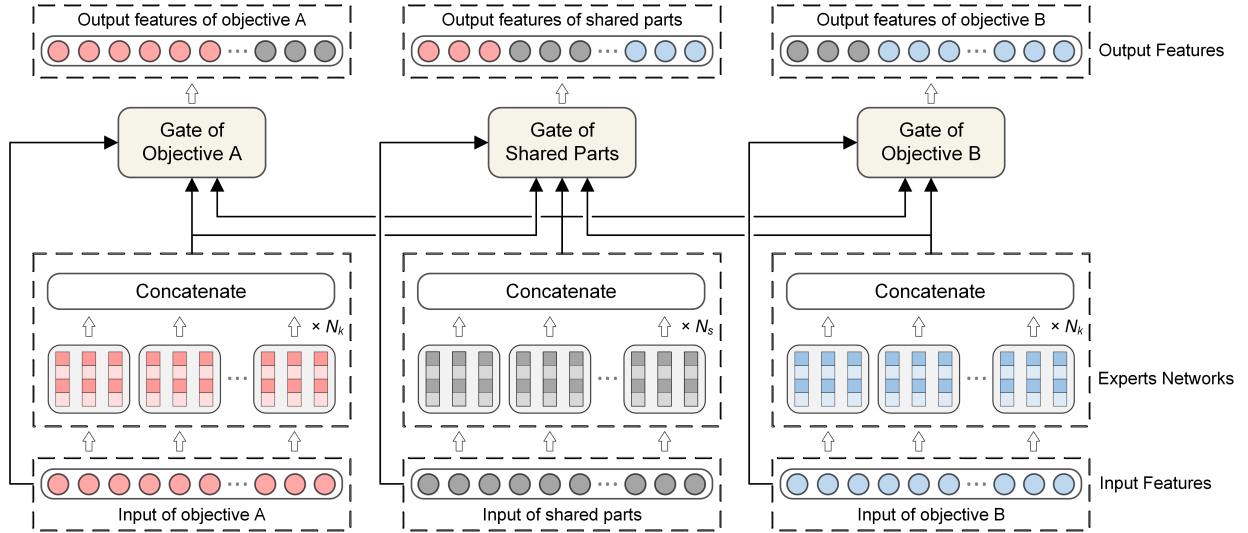 Output features of objective A
Output features of shared parts
Output features of objective B
Output Features
Gate of
Objective A
Gate of
Shared Parts
Gate of
Objective B
Concatenate
Concatenate
Concatenate
× Nk
× Ns
× Nk
Experts Networks
Input Features
Input of objective A
Input of shared parts
Input of objective B